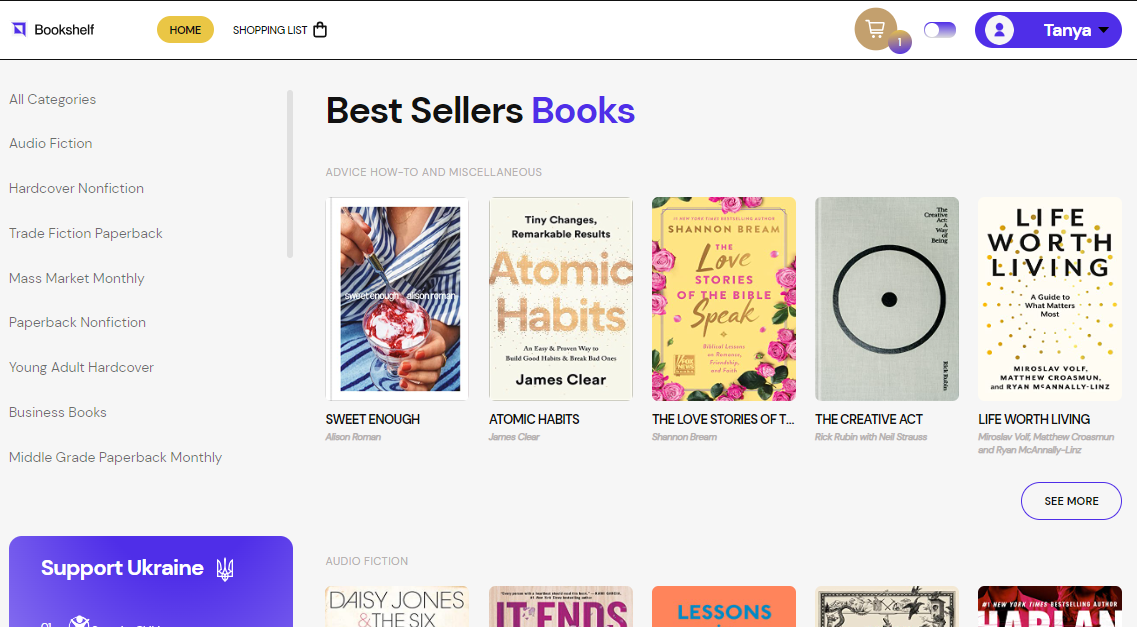 Bookshelf
HOME
SHOPPING LIST
1
Tanya
All Categories
Audio Fiction
Hardcover Nonfiction
Trade Fiction Paperback
Mass Market Monthly
Paperback Nonfiction
Young Adult Hardcover
Business Books
Middle Grade Paperback Monthly
Support Ukraine
01
Best Sellers Books
ADVICE HOW-TO AND MISCELLANEOUS
sweet enough alison roman
SWEET ENOUGH
Alison Roman
Tiny Changes,
Remarkable Results
Atomic
Habits
An Easy & Proven Way to
Build Good Habits & Break Bad Ones
James Clear
ATOMIC HABITS
James Clear
#1 NEW YORK TIMES BESTSELLING AUTHOR
SHANNON BREAM
THE
Love
STORIES
OF THE BIBLE
Speak
Biblical Lessons
on Romance,
Friendship,
and Faith
FOX
NEWS
THE LOVE STORIES OF T...
Shannon Bream
The
Creative
Act:
A
Way
of
Being
Rick Rubin
THE CREATIVE ACT
Rick Rubin with Neil Strauss
LIFE
WORTH
LIVING
A Guide to
What Matters
Most
MIROSLAV VOLF,
MATTHEW CROASMUN,
and RYAN McANNALLY-LINZ
LIFE WORTH LIVING
Miroslav Volf, Matthew Croasmun
and Ryan McAnnally-Linz
SEE MORE
AUDIO FICTION
DAISY JONES
& THE SIX
IT ENDS
LESSONS
#1 NEW YORK TIMES BESTSELLING AUTHOR
HARLAN